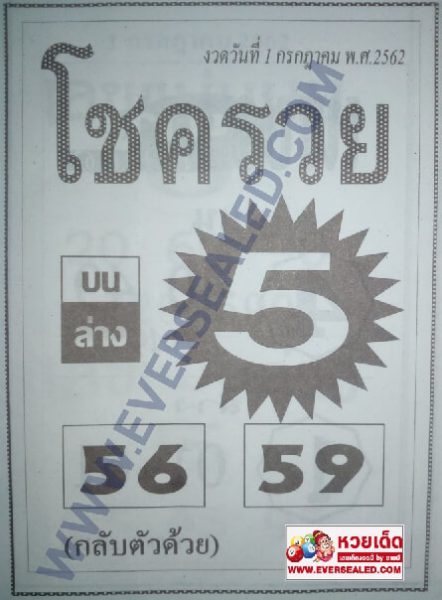 งวดวันที่ 1 กรกฎาคม พ.ศ.2562
โชครวย
บน
ล่าง
5
56
59
(กลับตัวด้วย)
WWW.EVERSEALED.COM
หวยเด็ด
WWW.EVERSEALED.COM